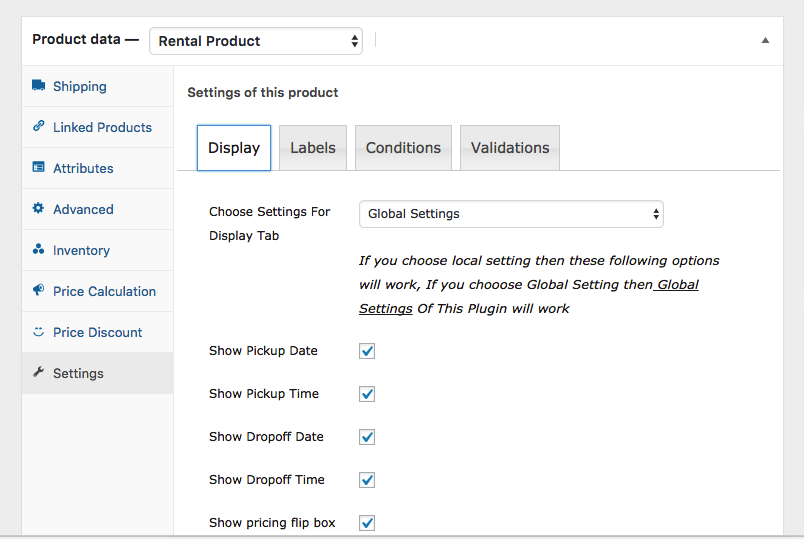 Product data — Rental Product
Shipping
Linked Products
Attributes
Advanced
Inventory
Price Calculation
Price Discount
Settings
Settings of this product
Display Labels Conditions Validations
Choose Settings For
Display Tab
Global Settings
If you choose local setting then these following options
will work, If you chooose Global Setting then Global
Settings Of This Plugin will work
Show Pickup Date
Show Pickup Time
Show Dropoff Date
Show Dropoff Time
Show pricing flip box